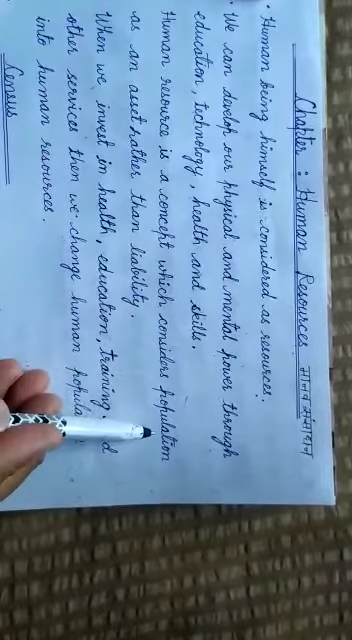 Chapter : Human Resources मानव संसाधन
• Human being himself is considered as resources.
• We can develop our physical and mental power through
education, technology, health and skills.
Human resource is a concept which considers population
as an asset rather than liability.
When we invest in health, education, training,
other services then we change human
into human resources.
Census